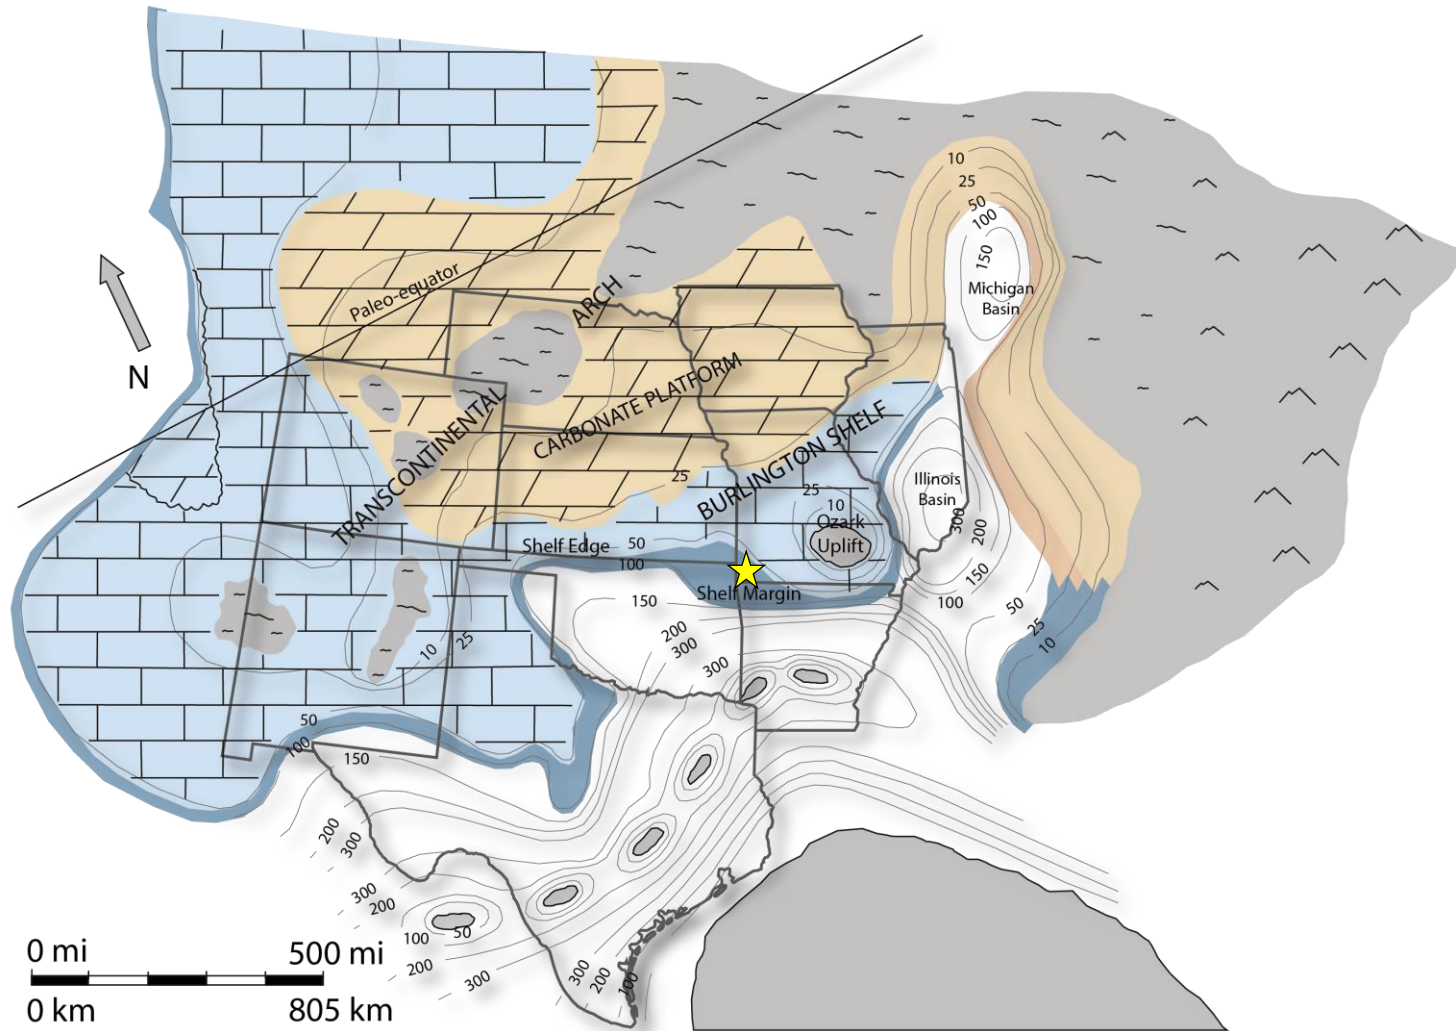 10
25
50
100
150
Michigan
Basin
Paleo-equator
ARCH
N
TRANSCONTINENTAL
CARBONATE PLATFORM
BURLINGTON SHELF
25
25
10
Ozark
Uplift
Illinois
Basin
300
200
150
100
50
25
10
Shelf Edge
50
100
Shelf Margin
150
200
300
300
10
25
50
100
150
200
300
300
200
100
50
200
300
300
200
100
0 mi
500 mi
0 km
805 km